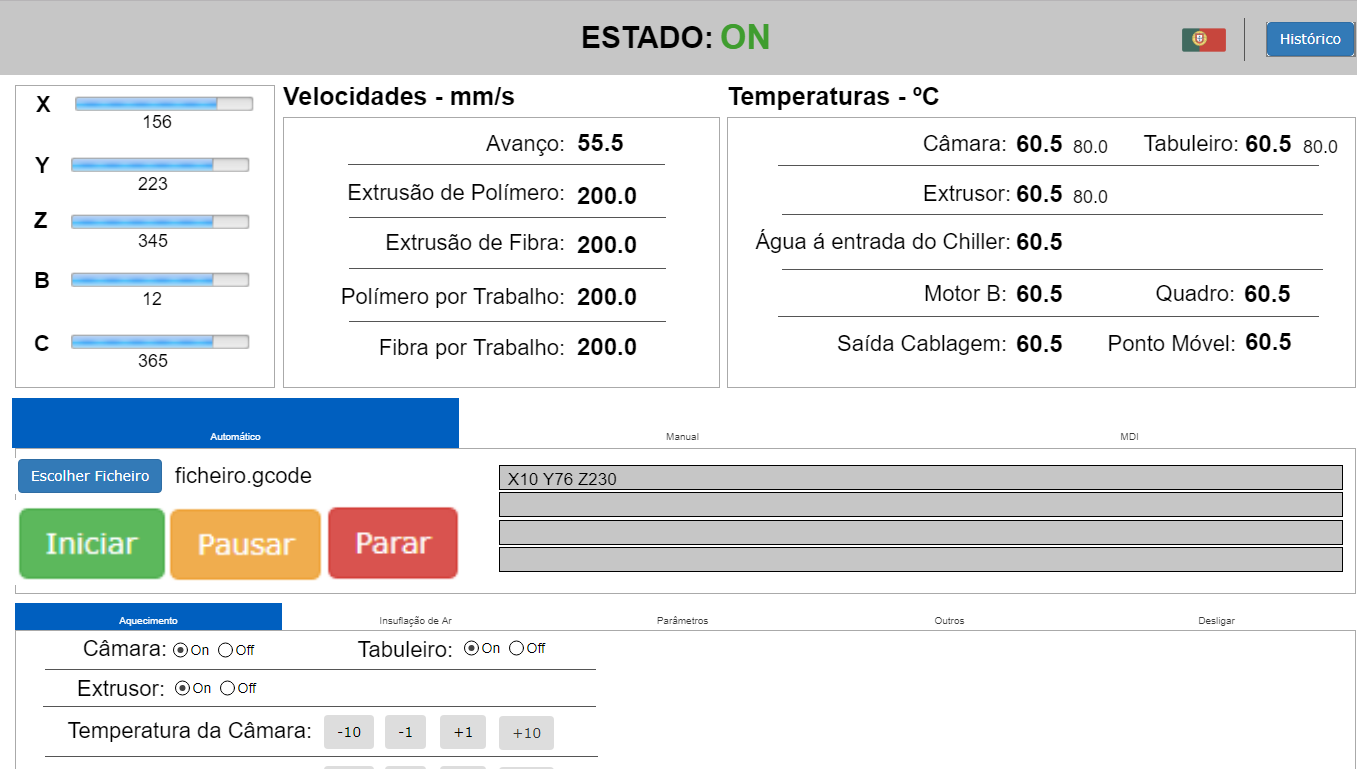 ESTADO: ON
Histórico
X
156
Y
223
Z
345
B
12
C
365
Velocidades - mm/s
Avanço: 55.5
Extrusão de Polímero: 200.0
Extrusão de Fibra: 200.0
Polímero por Trabalho: 200.0
Fibra por Trabalho: 200.0
Temperaturas - ºC
Câmara: 60.5 80.0 Tabuleiro: 60.5 80.0
Extrusor: 60.5 80.0
Água á entrada do Chiller: 60.5
Motor B: 60.5 Quadro: 60.5
Saída Cablagem: 60.5 Ponto Móvel: 60.5
Automático Manual MDI
Escolher Ficheiro ficheiro.gcode
Iniciar Pausar Parar
X10 Y76 Z230
Aquecimento Insuflação de Ar Parâmetros Outros Desligar
Câmara: On Off Tabuleiro: On Off
Extrusor: On Off
Temperatura da Câmara: -10 -1 +1 +10